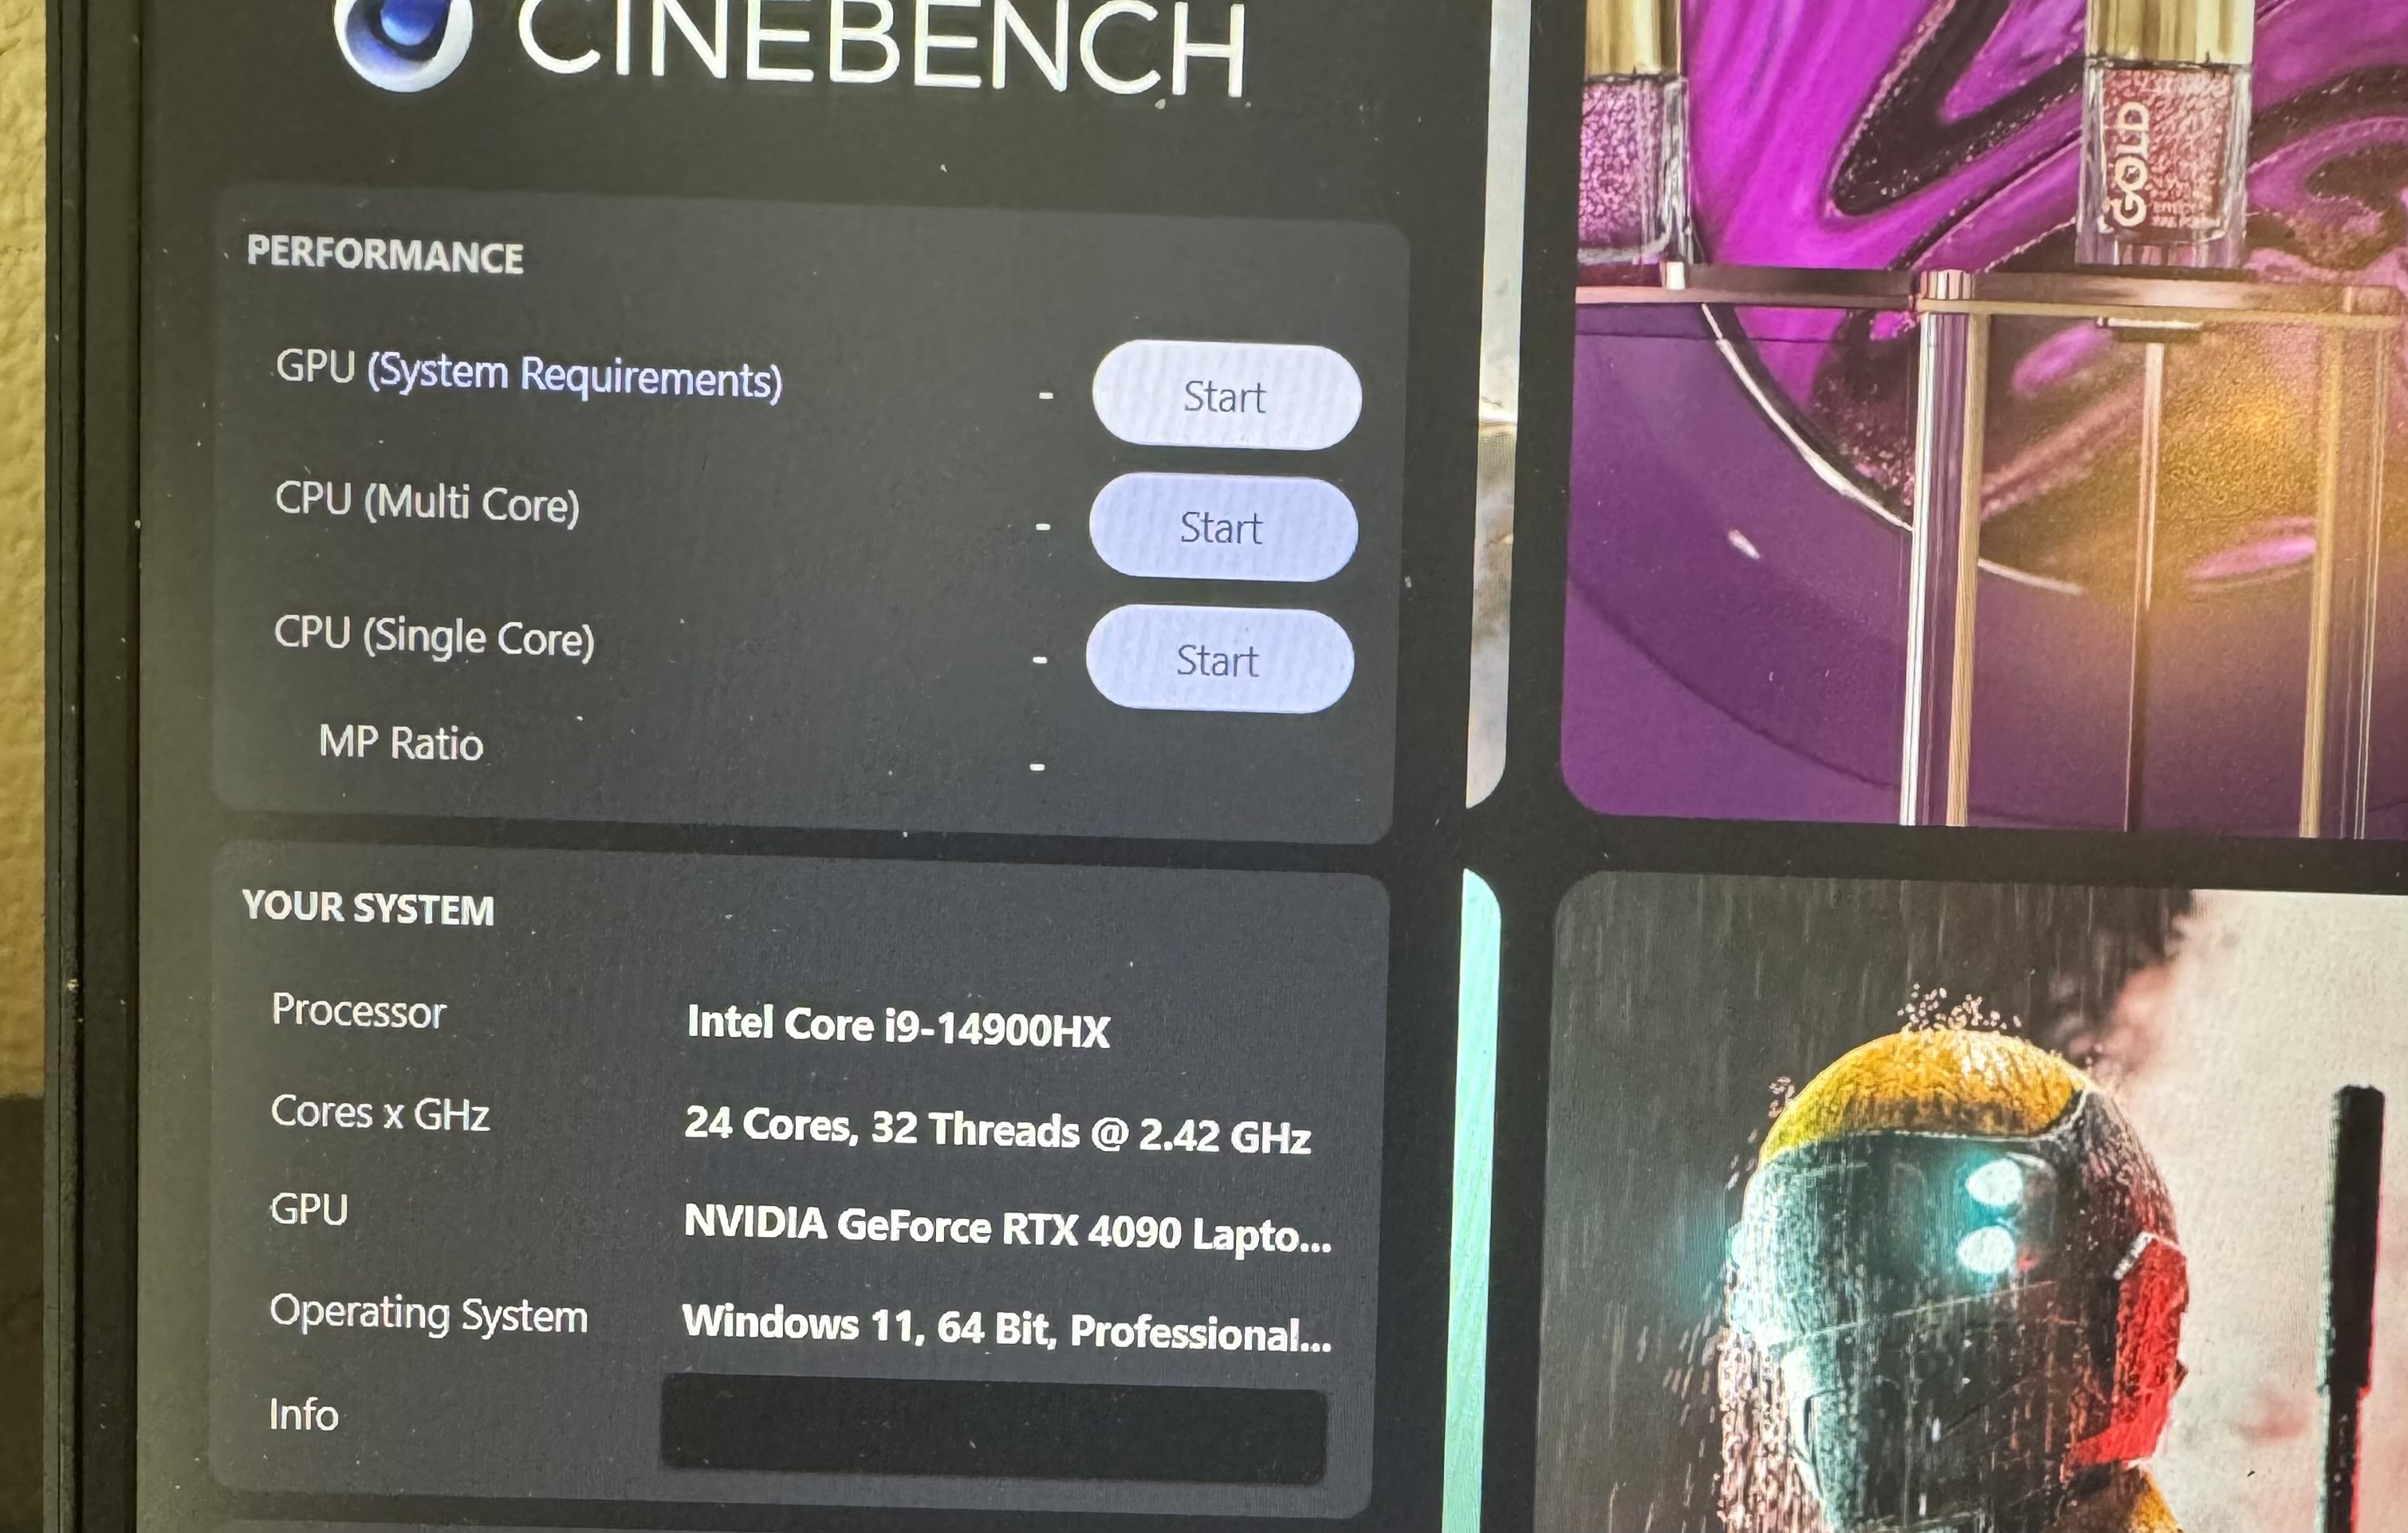 CINEBENCH
PERFORMANCE
GPU (System Requirements) - Start
CPU (Multi Core) - Start
CPU (Single Core) - Start
MP Ratio -
YOUR SYSTEM
Processor Intel Core i9-14900HX
Cores x GHz 24 Cores, 32 Threads @ 2.42 GHz
GPU NVIDIA GeForce RTX 4090 Lapto...
Operating System Windows 11, 64 Bit, Professional...
Info
GOLD